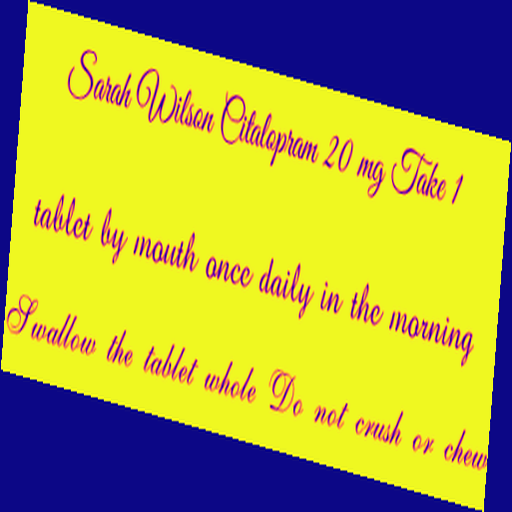 Sarah Wilson Citalopram 20 mg Take 1
tablet by mouth once daily in the morning
Swallow the tablet whole Do not crush or chew